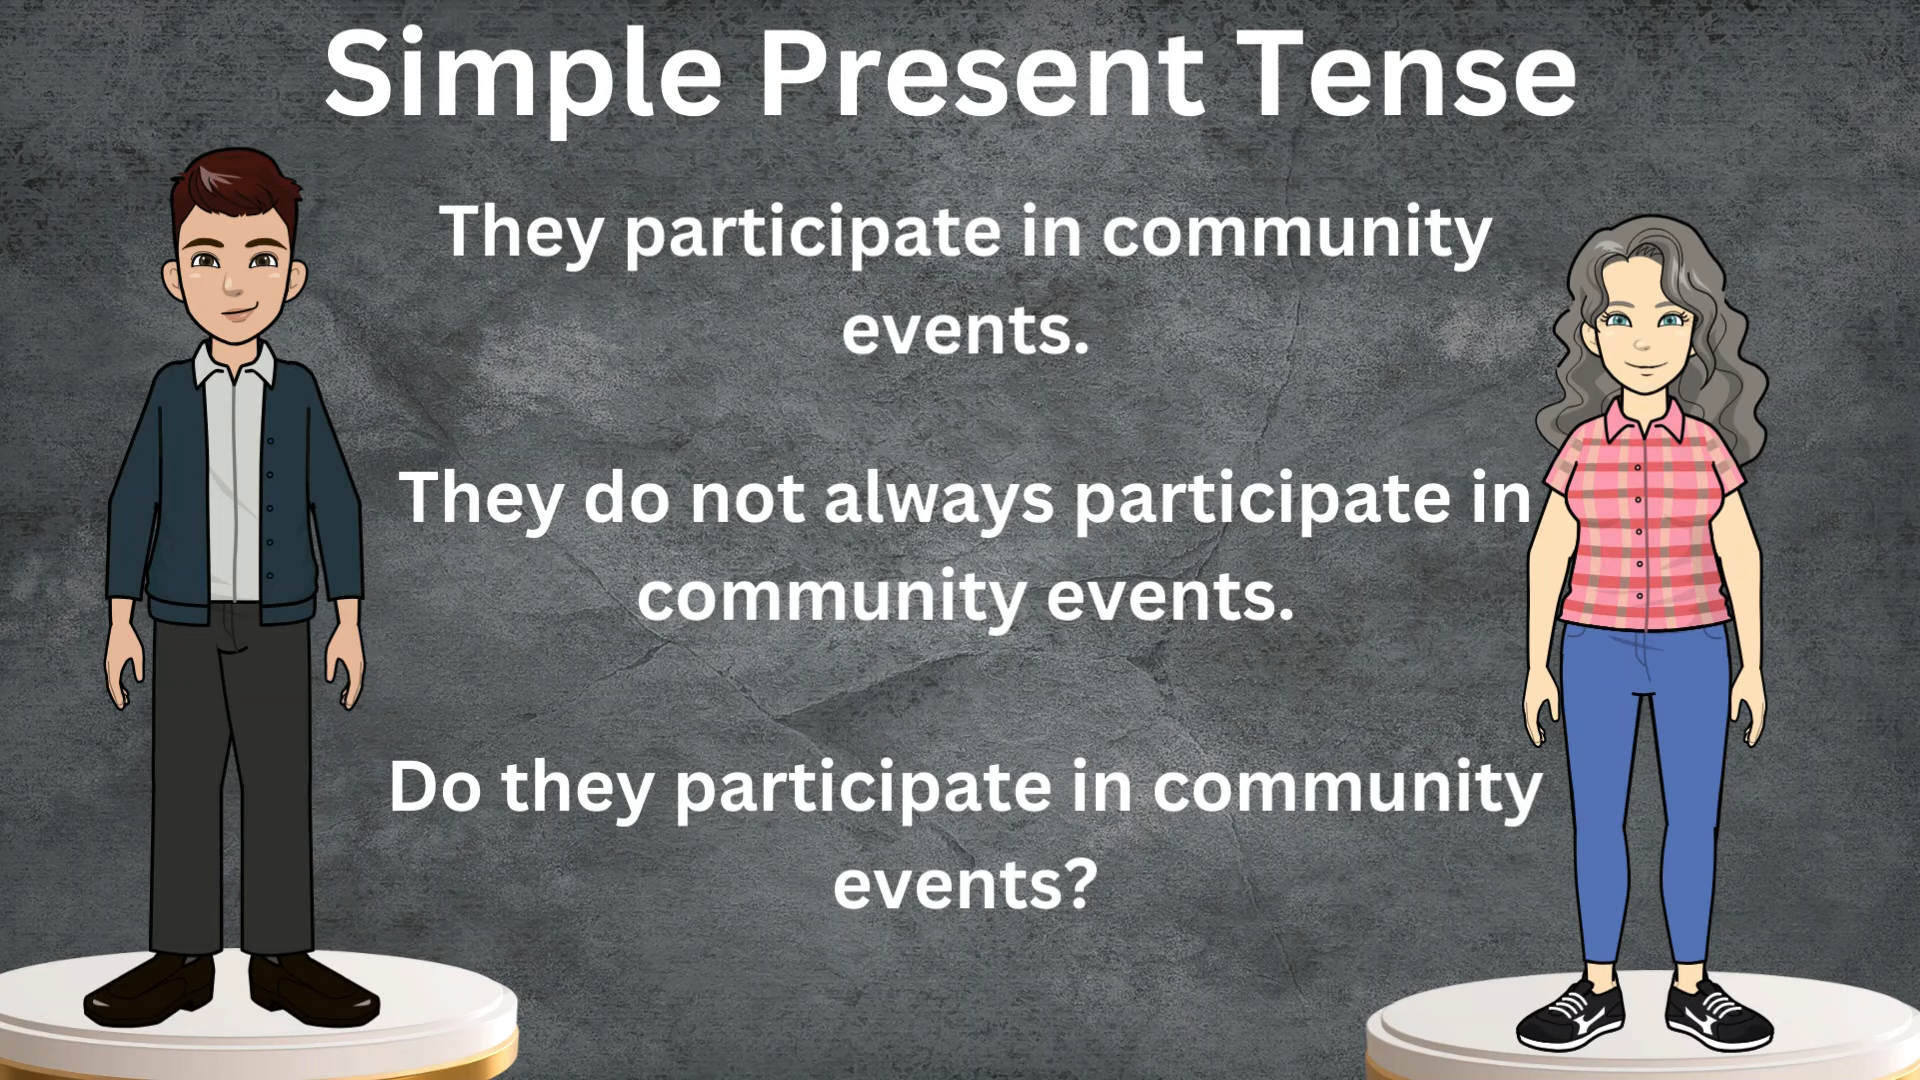 Simple Present Tense
They participate in community
events.
They do not always participate in
community events.
Do they participate in community
events?